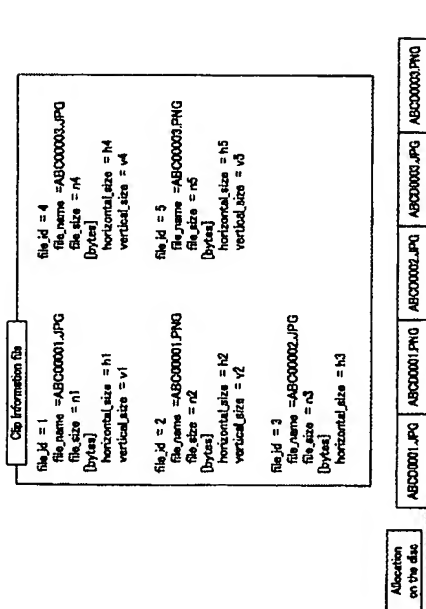 Clip Information file
file_id = 1
file_name =ABC00001.JPG
file_size = n1
[bytes]
horizontal_size = h1
vertical_size = v1
file_id = 2
file_name =ABC00001.PNG
file_size = n2
[bytes]
horizontal_size = h2
vertical_size = v2
file_id = 3
file_name =ABC00002.JPG
file_size = n3
[bytes]
horizontal_size = h3
file_id = 4
file_name =ABC00003.JPG
file_size = n4
[bytes]
horizontal_size = h4
vertical_size = v4
file_id = 5
file_name =ABC00003.PNG
file_size = n5
[bytes]
horizontal_size = h5
vertical_size = v5
Allocation
on the disc
ABC00001.JPG
ABC00001.PNG
ABC00002.JPG
ABC00003.JPG
ABC00003.PNG